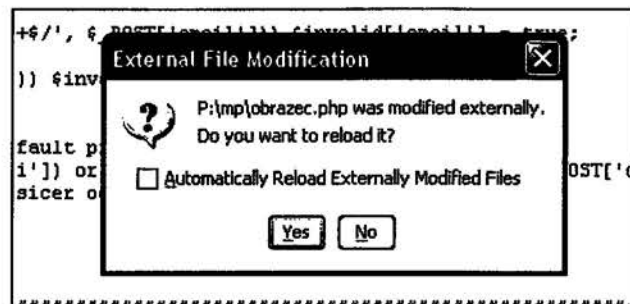 +$/', $_POST['email'])) $invalid['email'] = true;
External File Modification
)) $inv
P:\mp\obrazec.php was modified externally.
Do you want to reload it?
fault p
i']) or
OST['
Automatically Reload Externally Modified Files
sicer o
Yes No